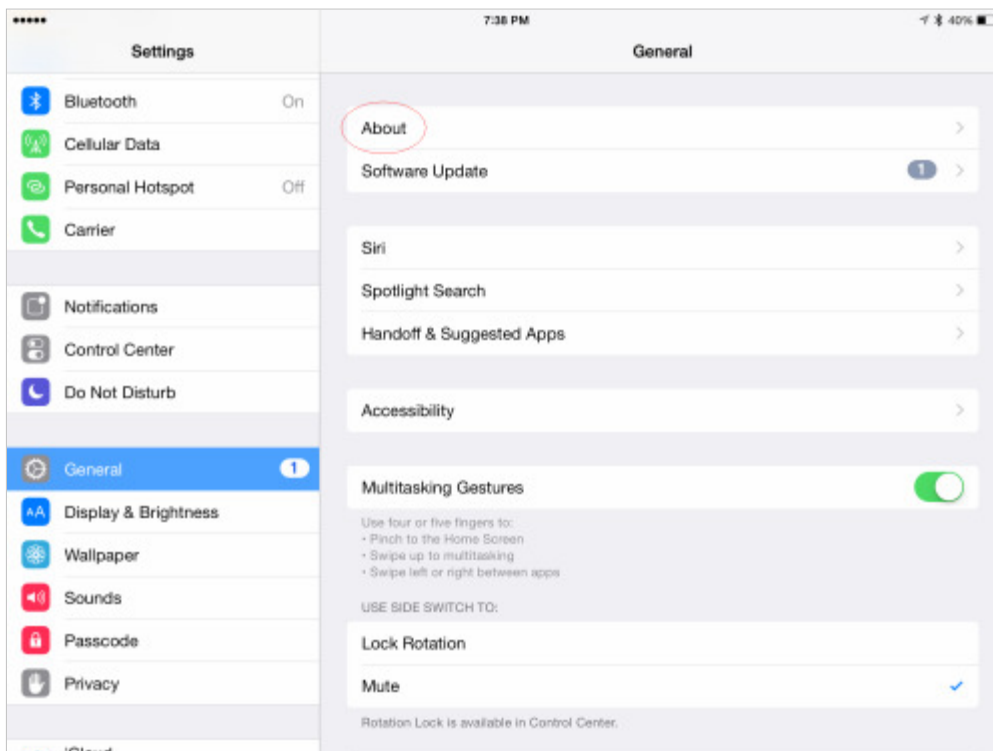 7:38 PM
40%
Settings
General
Bluetooth On
Cellular Data
Personal Hotspot Off
Carrier
Notifications
Control Center
Do Not Disturb
General 1
AA Display & Brightness
Wallpaper
Sounds
Passcode
Privacy
iCloud
About
Software Update 1
Siri
Spotlight Search
Handoff & Suggested Apps
Accessibility
Multitasking Gestures
Use four or five fingers to:
• Pinch to the Home Screen
• Swipe up to multitasking
• Swipe left or right between apps
USE SIDE SWITCH TO:
Lock Rotation
Mute
Rotation Lock is available in Control Center.